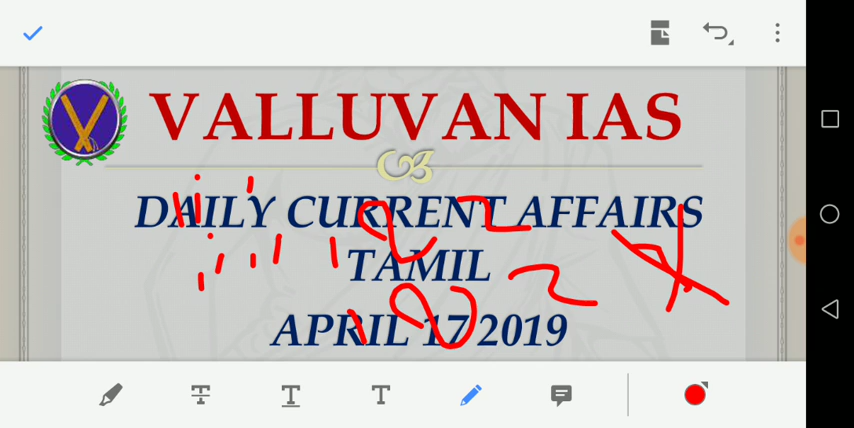 VALLUVAN IAS
DAILY CURRENT AFFAIRS
TAMIL
APRIL 17 2019